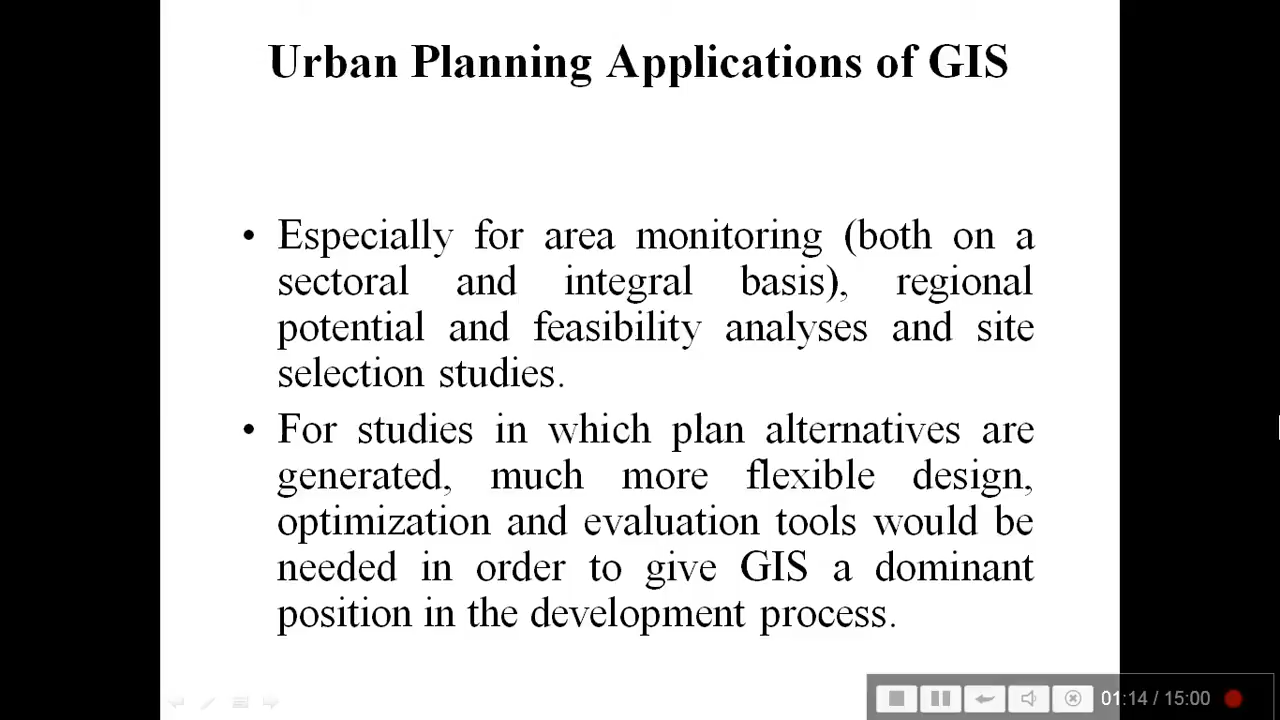 Urban Planning Applications of GIS
• Especially for area monitoring (both on a
sectoral and integral basis), regional
potential and feasibility analyses and site
selection studies.
• For studies in which plan alternatives are
generated, much more flexible design,
optimization and evaluation tools would be
needed in order to give GIS a dominant
position in the development process.
01:14 / 15:00